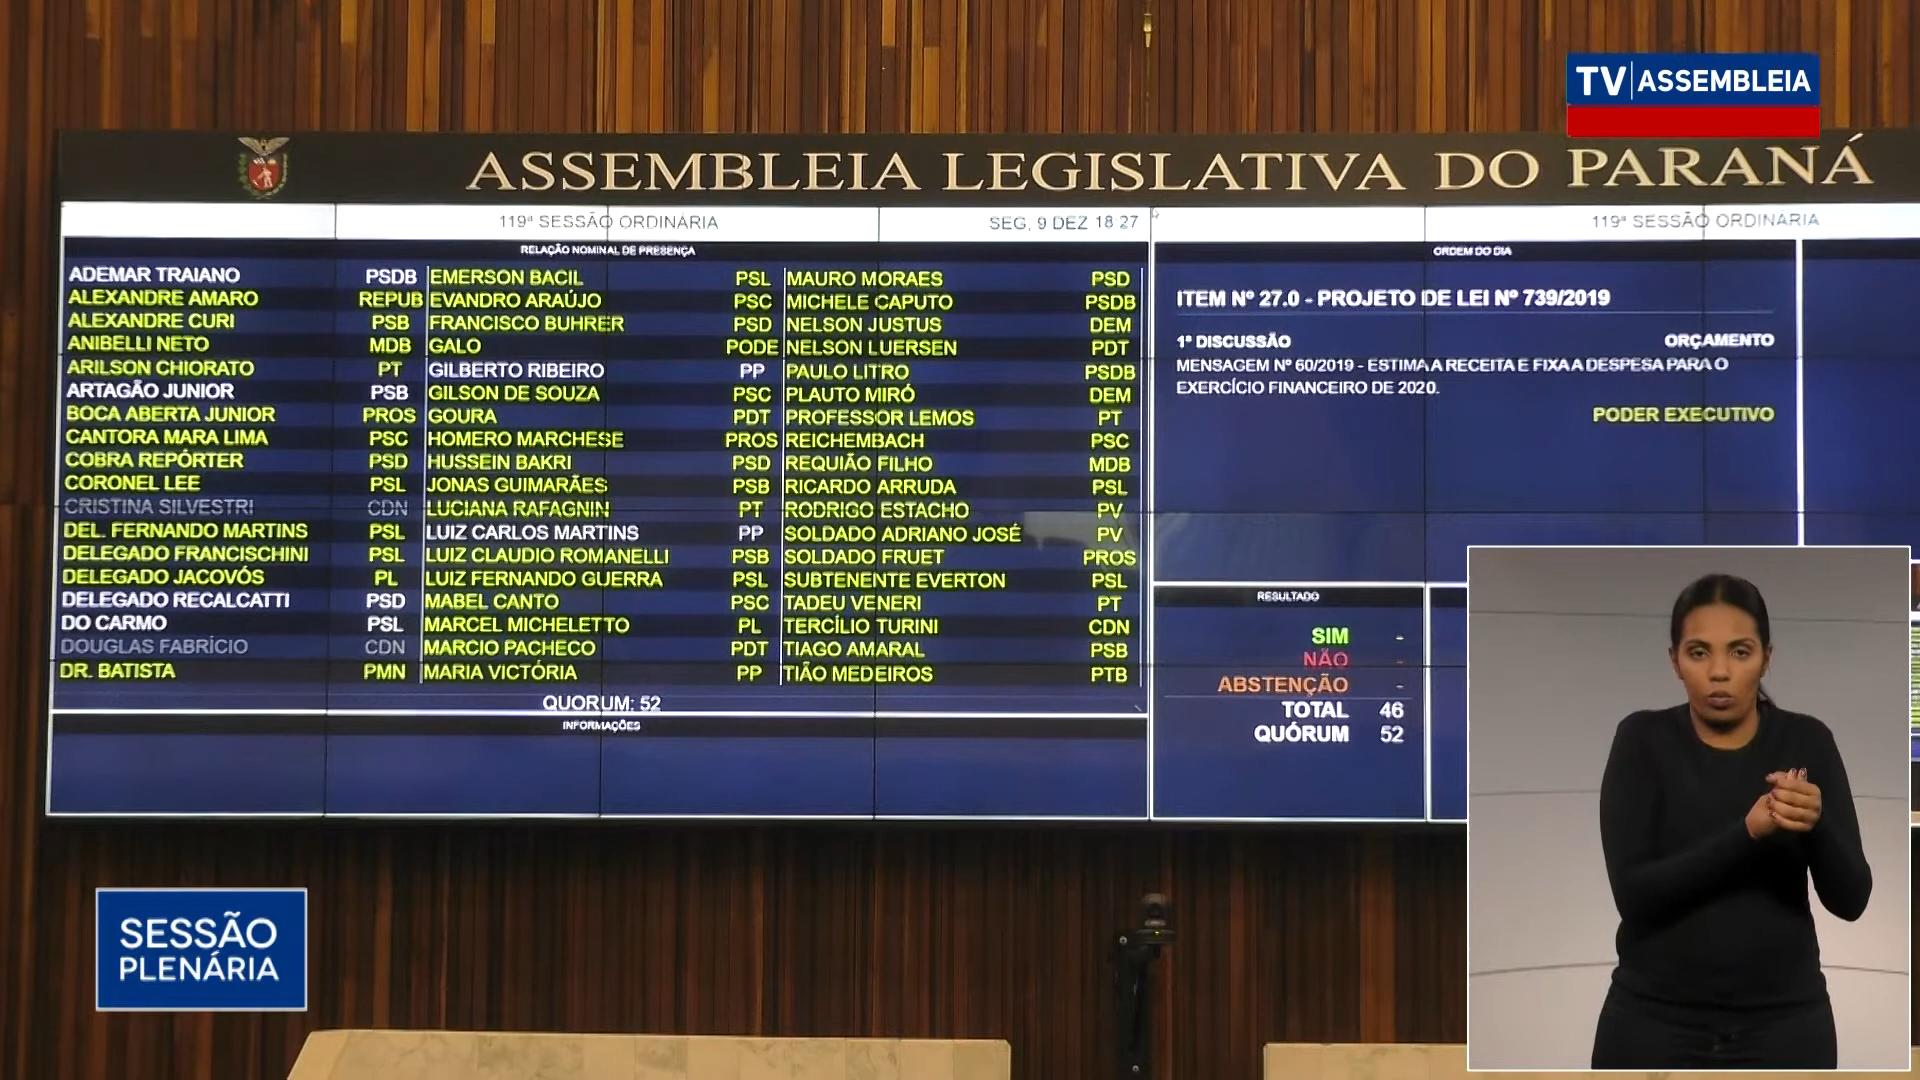 TV ASSEMBLEIA
ASSEMBLEIA LEGISLATIVA DO PARANÁ
119ª SESSÃO ORDINÁRIA
SEG, 9 DEZ 18:27
RELAÇÃO NOMINAL DE PRESENÇA
ADEMAR TRAIANO PSDB
ALEXANDRE AMARO REPUB
ALEXANDRE CURI PSB
ANIBELLI NETO MDB
ARILSON CHIORATO PT
ARTAGÃO JUNIOR PSB
BOCA ABERTA JUNIOR PROS
CANTORA MARA LIMA PSC
COBRA REPÓRTER PSD
CORONEL LEE PSL
CRISTINA SILVESTRI CDN
DEL. FERNANDO MARTINS PSL
DELEGADO FRANCISCHINI PSL
DELEGADO JACOVÓS PL
DELEGADO RECALCATTI PSD
DO CARMO PSL
DOUGLAS FABRÍCIO CDN
DR. BATISTA PMN
EMERSON BACIL PSL
EVANDRO ARAÚJO PSC
FRANCISCO BUHRER PSD
GALO PODE
GILBERTO RIBEIRO PP
GILSON DE SOUZA PSC
GOURA PDT
HOMERO MARCHESE PROS
HUSSEIN BAKRI PSD
JONAS GUIMARÃES PSB
LUCIANA RAFAGNIN PT
LUIZ CARLOS MARTINS PP
LUIZ CLAUDIO ROMANELLI PSB
LUIZ FERNANDO GUERRA PSL
MABEL CANTO PSC
MARCEL MICHELETTO PL
MARCIO PACHECO PDT
MARIA VICTÓRIA PP
MAURO MORAES PSD
MICHELE CAPUTO PSDB
NELSON JUSTUS DEM
NELSON LUERSEN PDT
PAULO LITRO PSDB
PLAUTO MIRÓ DEM
PROFESSOR LEMOS PT
REICHEMBACH PSC
REQUIÃO FILHO MDB
RICARDO ARRUDA PSL
RODRIGO ESTACHO PV
SOLDADO ADRIANO JOSÉ PV
SOLDADO FRUET PROS
SUBTENENTE EVERTON PSL
TADEU VENERI PT
TERCÍLIO TURINI CDN
TIAGO AMARAL PSB
TIÃO MEDEIROS PTB
QUORUM: 52
INFORMAÇÕES
119ª SESSÃO ORDINÁRIA
ORDEM DO DIA
ITEM Nº 27.0 - PROJETO DE LEI Nº 739/2019
1ª DISCUSSÃO ORÇAMENTO
MENSAGEM Nº 60/2019 - ESTIMA A RECEITA E FIXA A DESPESA PARA O
EXERCÍCIO FINANCEIRO DE 2020.
PODER EXECUTIVO
RESULTADO
SIM -
NÃO -
ABSTENÇÃO -
TOTAL 46
QUÓRUM 52
SESSÃO
PLENÁRIA